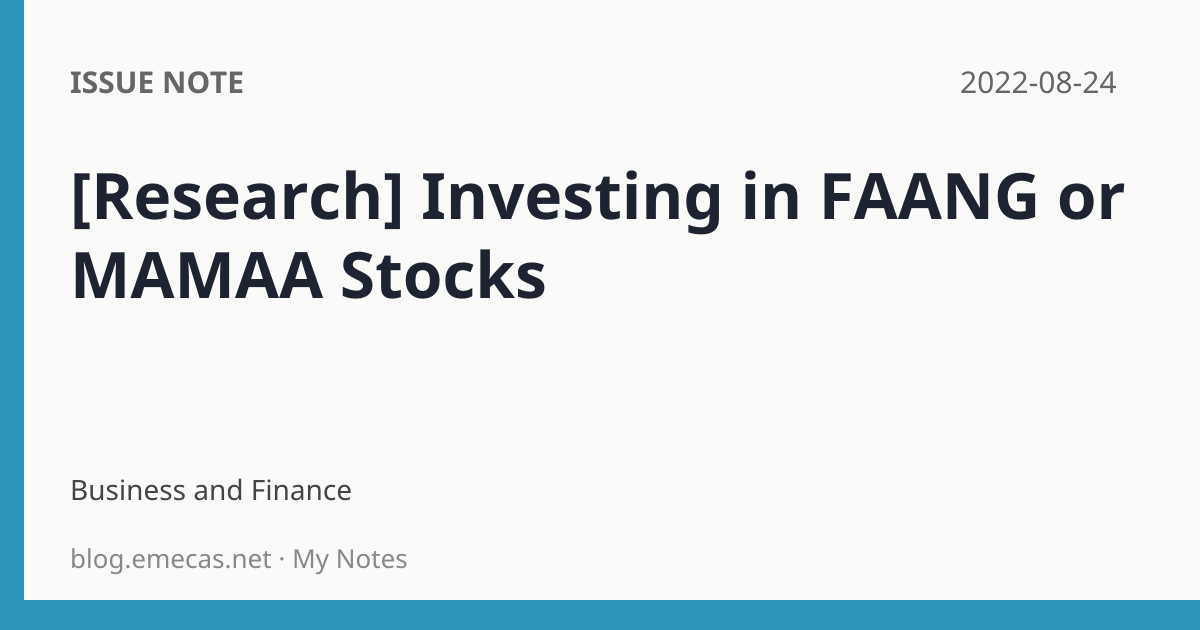 ISSUE NOTE
2022-08-24
[Research] Investing in FAANG or
MAMAA Stocks
Business and Finance
blog.emecas.net · My Notes